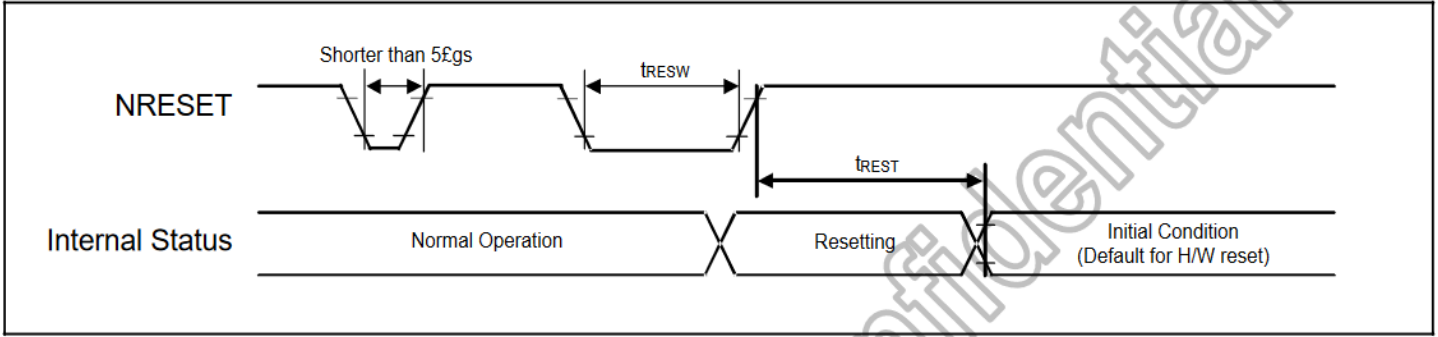 Shorter than 5£gs
tRESW
NRESET
tREST
Internal Status
Normal Operation
Resetting
Initial Condition
(Default for H/W reset)